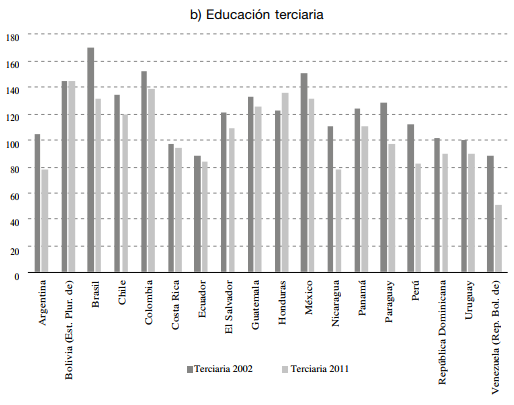 b) Educación terciaria
180
160
140
120
100
80
60
40
20
0
Argentina
Bolivia (Est. Plur. de)
Brasil
Chile
Colombia
Costa Rica
Ecuador
El Salvador
Guatemala
Honduras
México
Nicaragua
Panamá
Paraguay
Perú
República Dominicana
Uruguay
Venezuela (Rep. Bol. de)
Terciaria 2002
Terciaria 2011